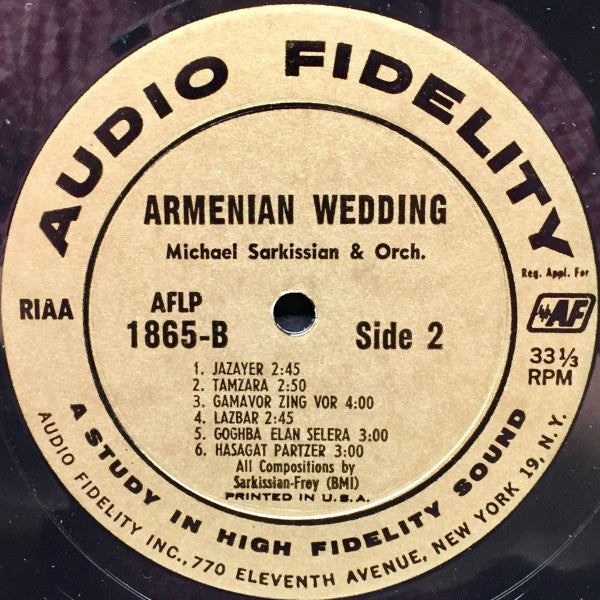 AUDIO FIDELITY
Reg. Appl. For
AF
ARMENIAN WEDDING
Michael Sarkissian & Orch.
RIAA
AFLP
1865-B
Side 2
33 1/3
RPM
1. JAZAYER 2:45
2. TAMZARA 2:50
3. GAMAVOR ZING VOR 4:00
4. LAZBAR 2:45
5. GOGHBA ELAN SELERA 3:00
6. HASAGAT PARTZER 3:00
All Compositions by
Sarkissian-Frey (BMI)
PRINTED IN U.S.A.
A STUDY IN HIGH FIDELITY SOUND
AUDIO FIDELITY INC., 770 ELEVENTH AVENUE, NEW YORK 19, N.Y.